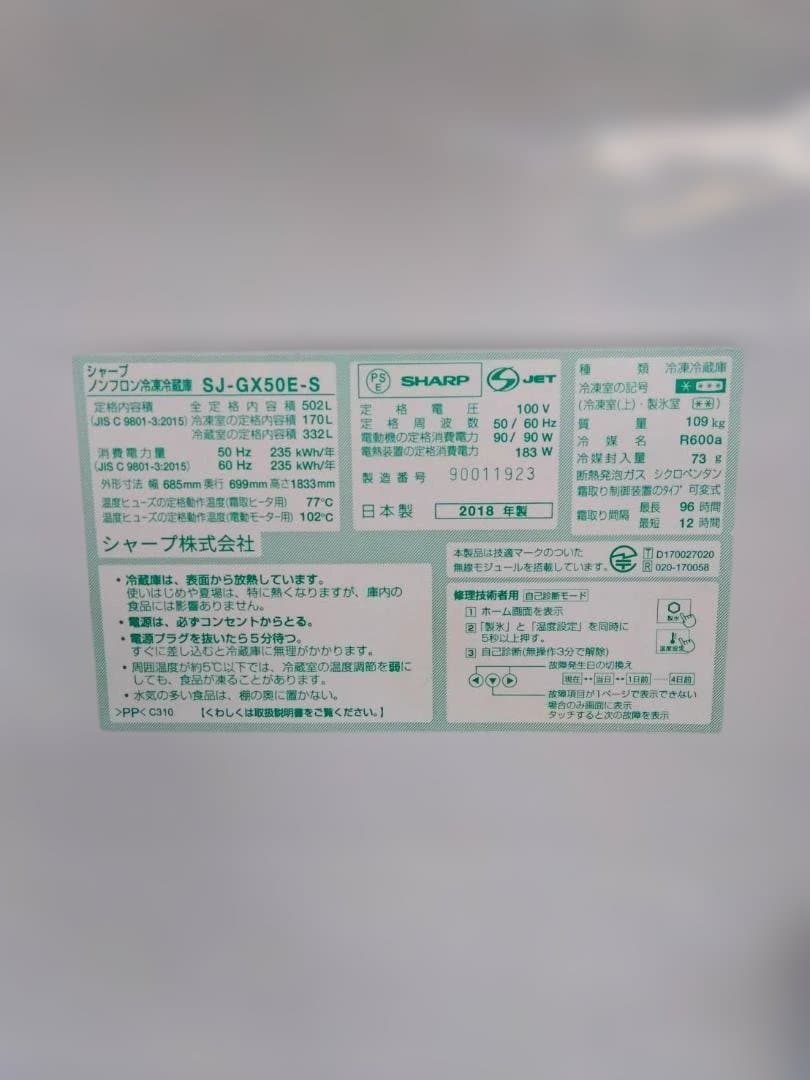 シャープ
ノンフロン冷凍冷蔵庫 SJ-GX50E-S
定格内容積 全定格内容積 502L
(JIS C 9801-3:2015) 冷凍室の定格内容積 170L
冷蔵室の定格内容積 332L
消費電力量 50 Hz 235 kWh/年
(JIS C 9801-3:2015) 60 Hz 235 kWh/年
外形寸法 幅 685mm 奥行 699mm 高さ1833mm
温度ヒューズの定格動作温度(霜取ヒータ用) 77℃
温度ヒューズの定格動作温度(電動モーター用) 102℃
シャープ株式会社
PS
E
SHARP
S JET
定格電圧 100 V
定格周波数 50/60 Hz
電動機の定格消費電力 90/90 W
電熱装置の定格消費電力 183 W
製造番号 90011923
日本製 2018 年製
種類 冷凍冷蔵庫
冷凍室の記号 * ***
(冷凍室(上)・製氷室 **)
質量 109 kg
冷媒名 R600a
冷媒封入量 73 g
断熱発泡ガス シクロペンタン
霜取り制御装置のタイプ 可変式
霜取り間隔 最長 96 時間
最短 12 時間
本製品は技適マークのついた
無線モジュールを搭載しています。
T D170027020
R 020-170058
・冷蔵庫は、表面から放熱しています。
使いはじめや夏場は、特に熱くなりますが、庫内の
食品には影響ありません。
・電源は、必ずコンセントからとる。
・電源プラグを抜いたら5分待つ。
すぐに差し込むと冷蔵庫に無理がかかります。
・周囲温度が約5℃以下では、冷蔵室の温度調節を弱に
しても、食品が凍ることがあります。
・水気の多い食品は、棚の奥に置かない。
>PP< C310 【くわしくは取扱説明書をご覧ください。】
修理技術者用 自己診断モード
1 ホーム画面を表示
2 「製氷」と「温度設定」を同時に
5秒以上押す。
3 自己診断(無操作3分で解除)
製氷
温度設定
故障発生日の切換え
現在↔当日↔1日前……4日前
故障項目が1ページで表示できない
場合のみ画面に表示
タッチすると次の故障を表示